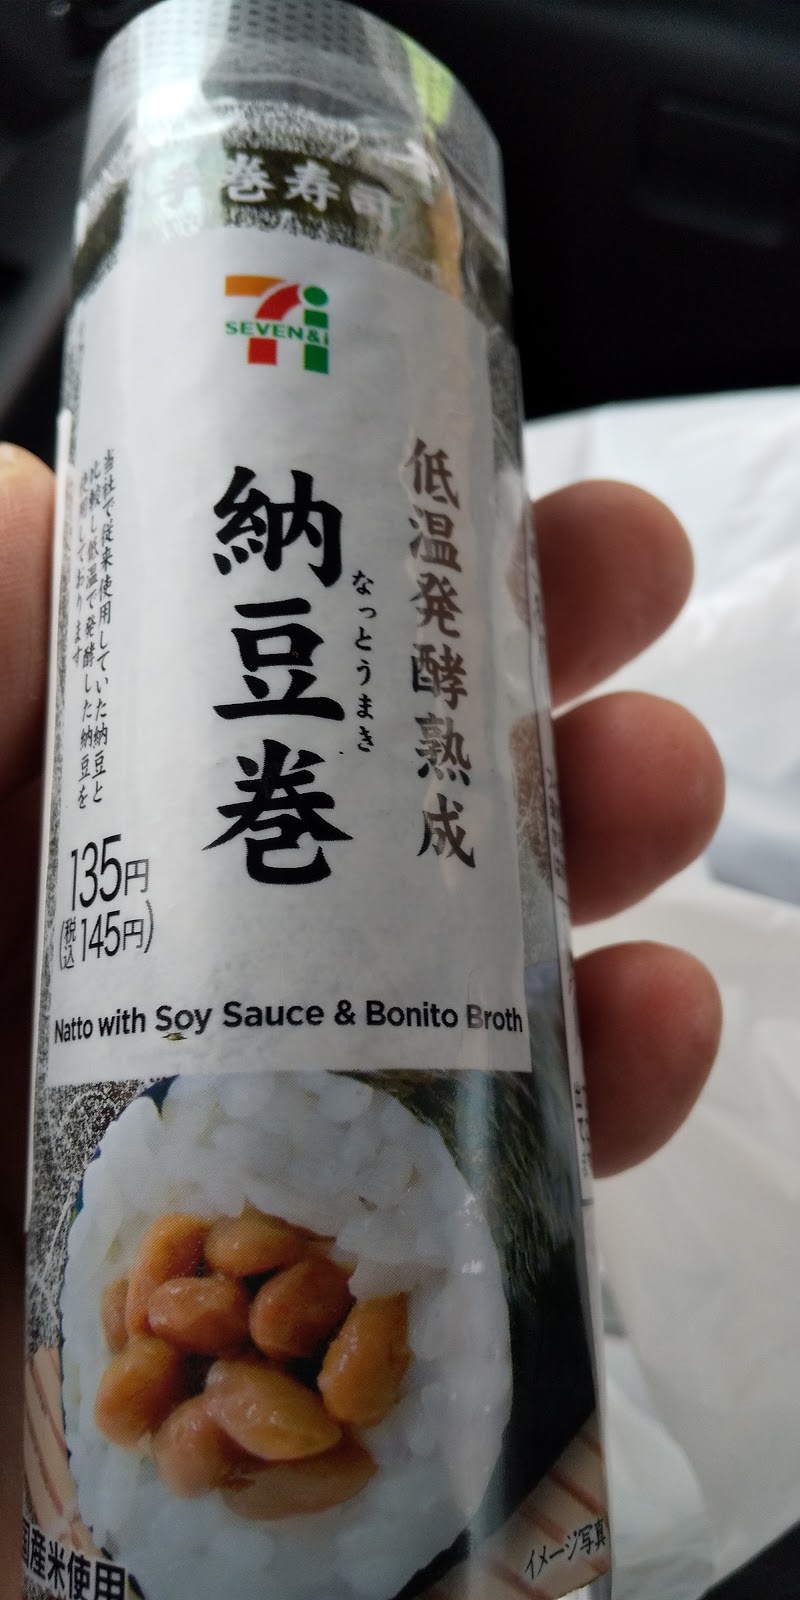 手巻寿司
SEVEN&i
低温発酵熟成
なっとうまき
納豆巻
当社で従来使用していた納豆と
比較し低温で発酵した納豆を
使用しております
135円
(税込145円)
Natto with Soy Sauce & Bonito Broth
国産米使用
イメージ写真